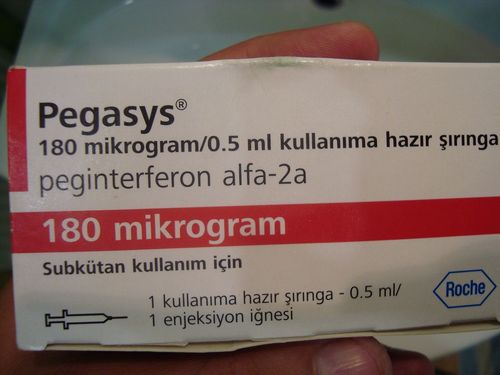 Pegasys®
180 mikrogram/0.5 ml kullanıma hazır şırınga
peginterferon alfa-2a
180 mikrogram
Subkütan kullanım için
1 kullanıma hazır şırınga - 0.5 ml/
1 enjeksiyon iğnesi
Roche